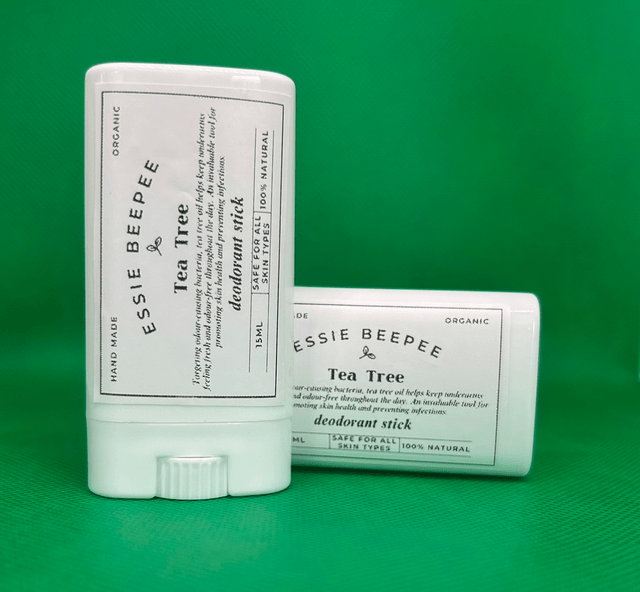 HAND MADE
ORGANIC
ESSIE BEEPEE
Tea Tree
Targeting odour-causing bacteria, tea tree oil helps keep underarms
feeling fresh and odour-free throughout the day. An invaluable tool for
promoting skin health and preventing infections.
deodorant stick
15ML
SAFE FOR ALL
SKIN TYPES
100% NATURAL
ADE
ORGANIC
ESSIE BEEPEE
Tea Tree
ur-causing bacteria, tea tree oil helps keep underarms
d odour-free throughout the day. An invaluable tool for
moting skin health and preventing infections.
deodorant stick
ML
SAFE FOR ALL
SKIN TYPES
100% NATURAL